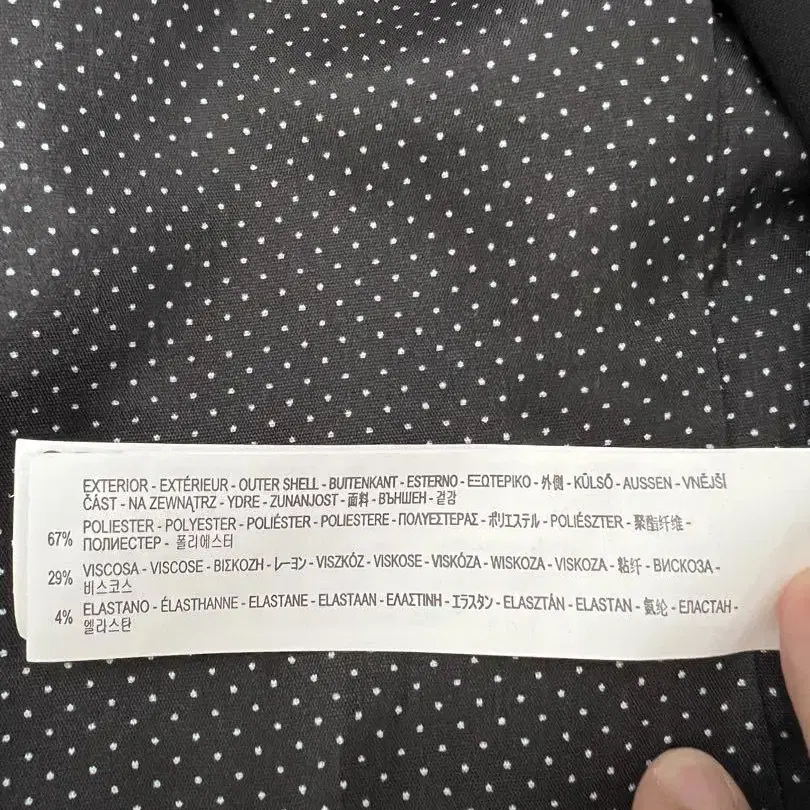 EXTERIOR - EXTÉRIEUR - OUTER SHELL - BUITENKANT - ESTERNO - ΕΞΩΤΕΡΙΚΟ - 外側 - KÜLSŐ - AUSSEN - VNĚJŠÍ
ČÁST - NA ZEWNĄTRZ - YDRE - ZUNANJOST - 面料 - ВЪНШЕН - 겉감
67% POLIESTER - POLYESTER - POLIÉSTER - POLIESTERE - ΠΟΛΥΕΣΤΕΡΑΣ - ポリエステル - POLIÉSZTER - 聚酯纤维 -
ПОЛИЕСТЕР - 폴리에스터
29% VISCOSA - VISCOSE - ΒΙΣΚΟΖΗ - レーヨン - VISZKÓZ - VISKOSE - VISKÓZA - WISKOZA - VISKOZA - 粘纤 - ВИСКОЗА -
비스코스
4% ELASTANO - ÉLASTHANNE - ELASTANE - ELASTAAN - ΕΛΑΣΤΙΝΗ - エラスタン - ELASZTÁN - ELASTAN - 氨纶 - ЕЛАСТАН -
엘리스탄